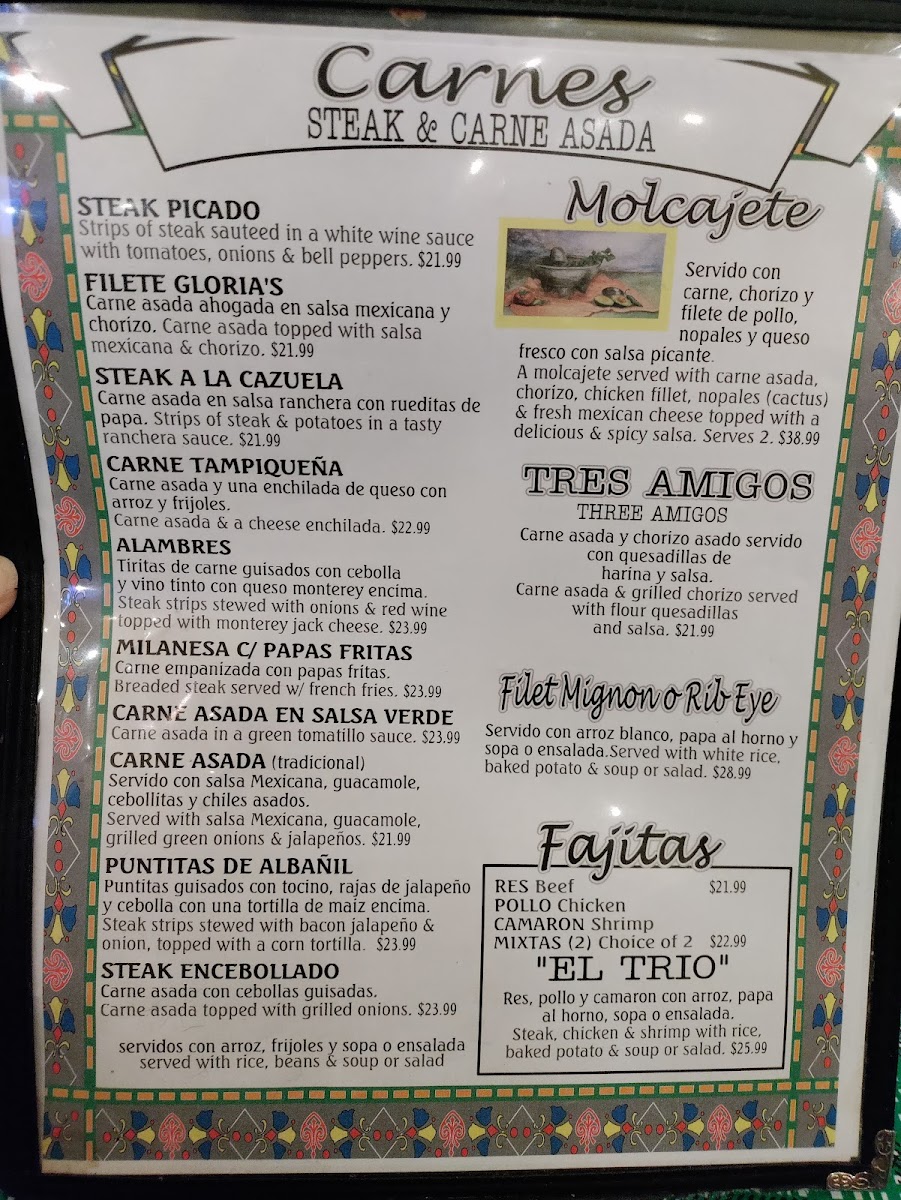 Carnes
STEAK & CARNE ASADA
STEAK PICADO
Strips of steak sauteed in a white wine sauce
with tomatoes, onions & bell peppers. $21.99
FILETE GLORIA'S
Carne asada ahogada en salsa mexicana y
chorizo. Carne asada topped with salsa
mexicana & chorizo. $21.99
STEAK A LA CAZUELA
Carne asada en salsa ranchera con rueditas de
papa. Strips of steak & potatoes in a tasty
ranchera sauce. $21.99
CARNE TAMPIQUEÑA
Carne asada y una enchilada de queso con
arroz y frijoles.
Carne asada & a cheese enchilada. $22.99
ALAMBRES
Tiritas de carne guisados con cebolla
y vino tinto con queso monterey encima.
Steak strips stewed with onions & red wine
topped with monterey jack cheese. $23.99
MILANESA C/ PAPAS FRITAS
Carne empanizada con papas fritas.
Breaded steak served w/ french fries. $23.99
CARNE ASADA EN SALSA VERDE
Carne asada in a green tomatillo sauce. $23.99
CARNE ASADA (tradicional)
Servido con salsa Mexicana, guacamole,
cebollitas y chiles asados.
Served with salsa Mexicana, guacamole,
grilled green onions & jalapeños. $21.99
PUNTITAS DE ALBAÑIL
Puntitas guisados con tocino, rajas de jalapeño
y cebolla con una tortilla de maíz encima.
Steak strips stewed with bacon jalapeño &
onion, topped with a corn tortilla. $23.99
STEAK ENCEBOLLADO
Carne asada con cebollas guisadas.
Carne asada topped with grilled onions. $23.99
servidos con arroz, frijoles y sopa o ensalada
served with rice, beans & soup or salad
Molcajete
Servido con
carne, chorizo y
filete de pollo,
nopales y queso
fresco con salsa picante.
A molcajete served with carne asada,
chorizo, chicken fillet, nopales (cactus)
& fresh mexican cheese topped with a
delicious & spicy salsa. Serves 2. $38.99
TRES AMIGOS
THREE AMIGOS
Carne asada y chorizo asado servido
con quesadillas de
harina y salsa.
Carne asada & grilled chorizo served
with flour quesadillas
and salsa. $21.99
Filet Mignon o Rib Eye
Servido con arroz blanco, papa al horno y
sopa o ensalada.Served with white rice,
baked potato & soup or salad. $28.99
Fajitas
RES Beef $21.99
POLLO Chicken
CAMARON Shrimp
MIXTAS (2) Choice of 2 $22.99
"EL TRIO"
Res, pollo y camaron con arroz, papa
al horno, sopa o ensalada.
Steak, chicken & shrimp with rice,
baked potato & soup or salad. $25.99